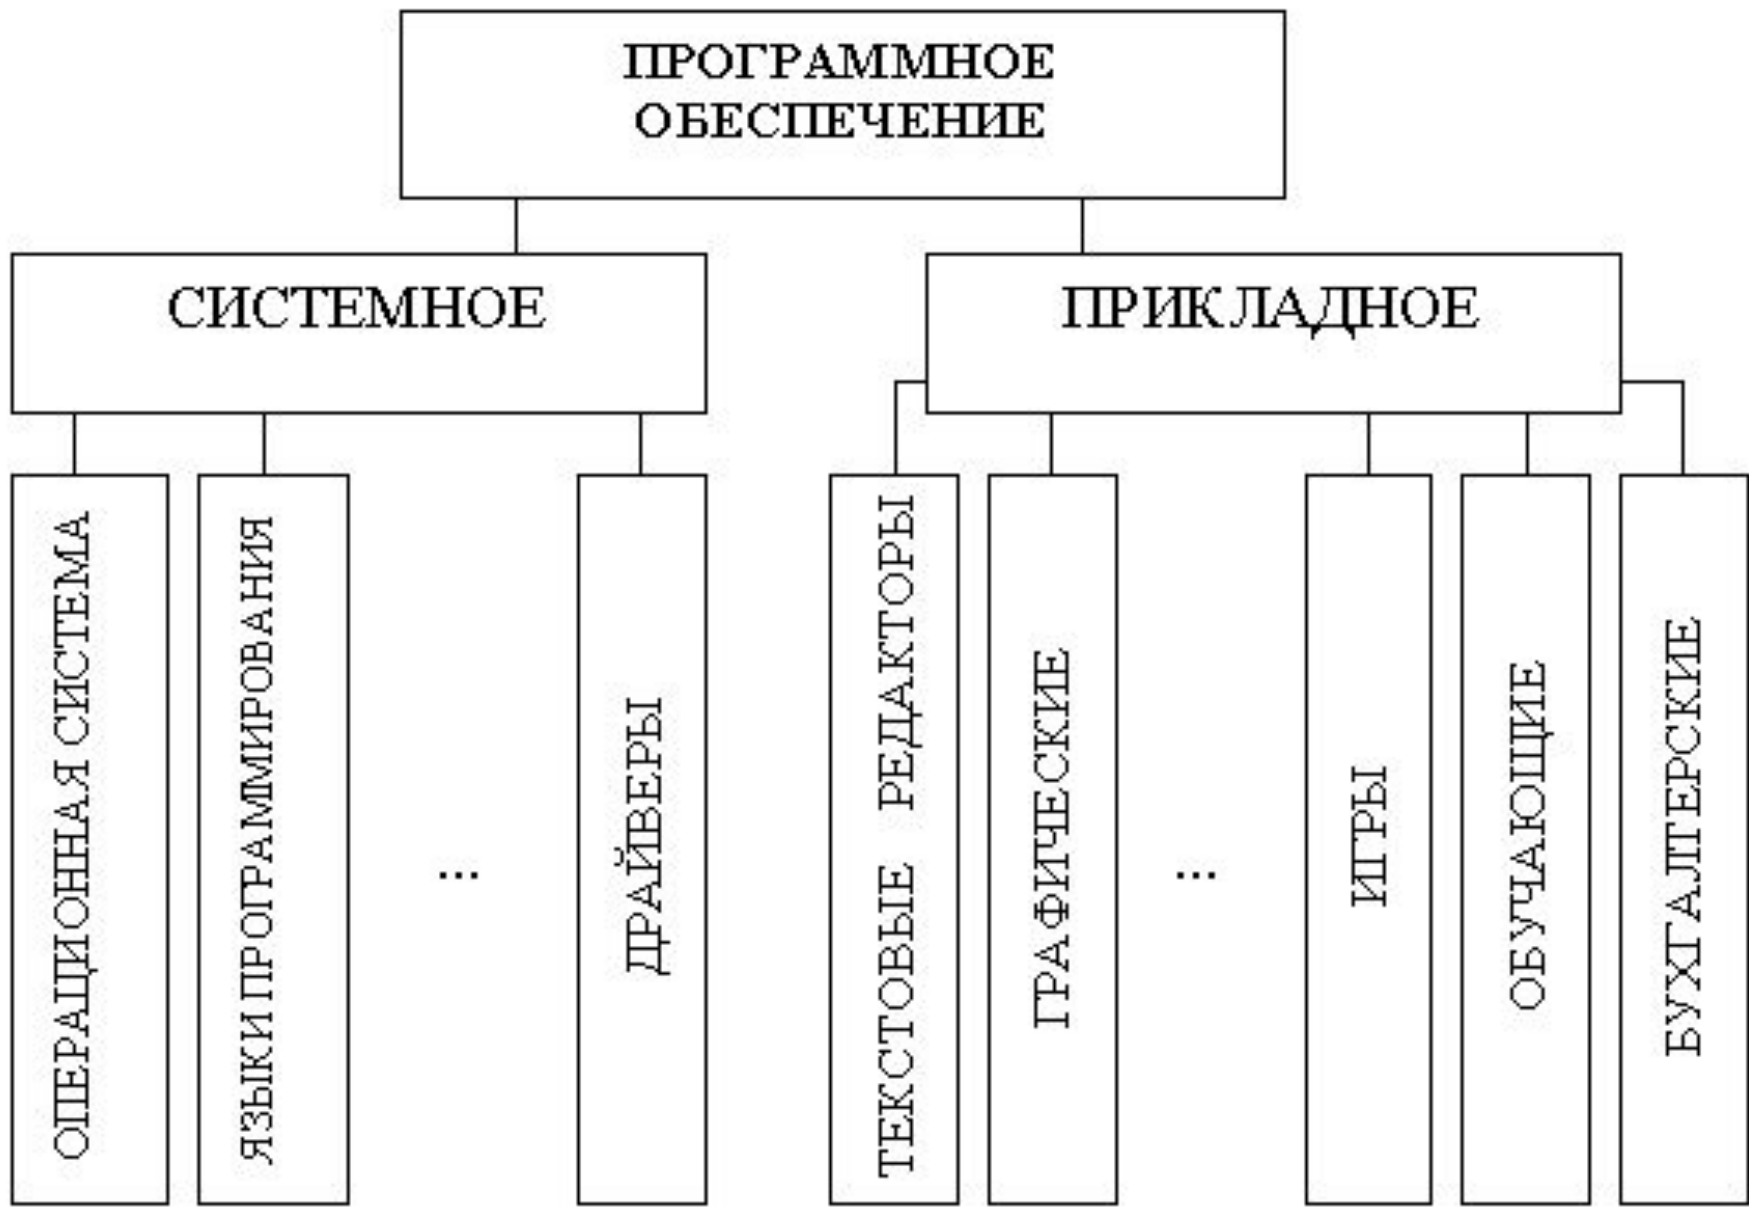 ПРОГРАММНОЕ
ОБЕСПЕЧЕНИЕ
СИСТЕМНОЕ
ПРИКЛАДНОЕ
ОПЕРАЦИОННАЯ СИСТЕМА
ЯЗЫКИ ПРОГРАММИРОВАНИЯ
...
ДРАЙВЕРЫ
ТЕКСТОВЫЕ РЕДАКТОРЫ
ГРАФИЧЕСКИЕ
...
ИГРЫ
ОБУЧАЮЩИЕ
БУХГАЛТЕРСКИЕ